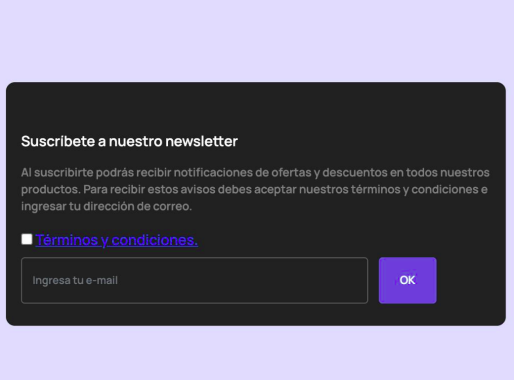 Suscríbete a nuestro newsletter
Al suscribirte podrás recibir notificaciones de ofertas y descuentos en todos nuestros
productos. Para recibir estos avisos debes aceptar nuestros términos y condiciones e
ingresar tu dirección de correo.
Términos y condiciones.
Ingresa tu e-mail
OK